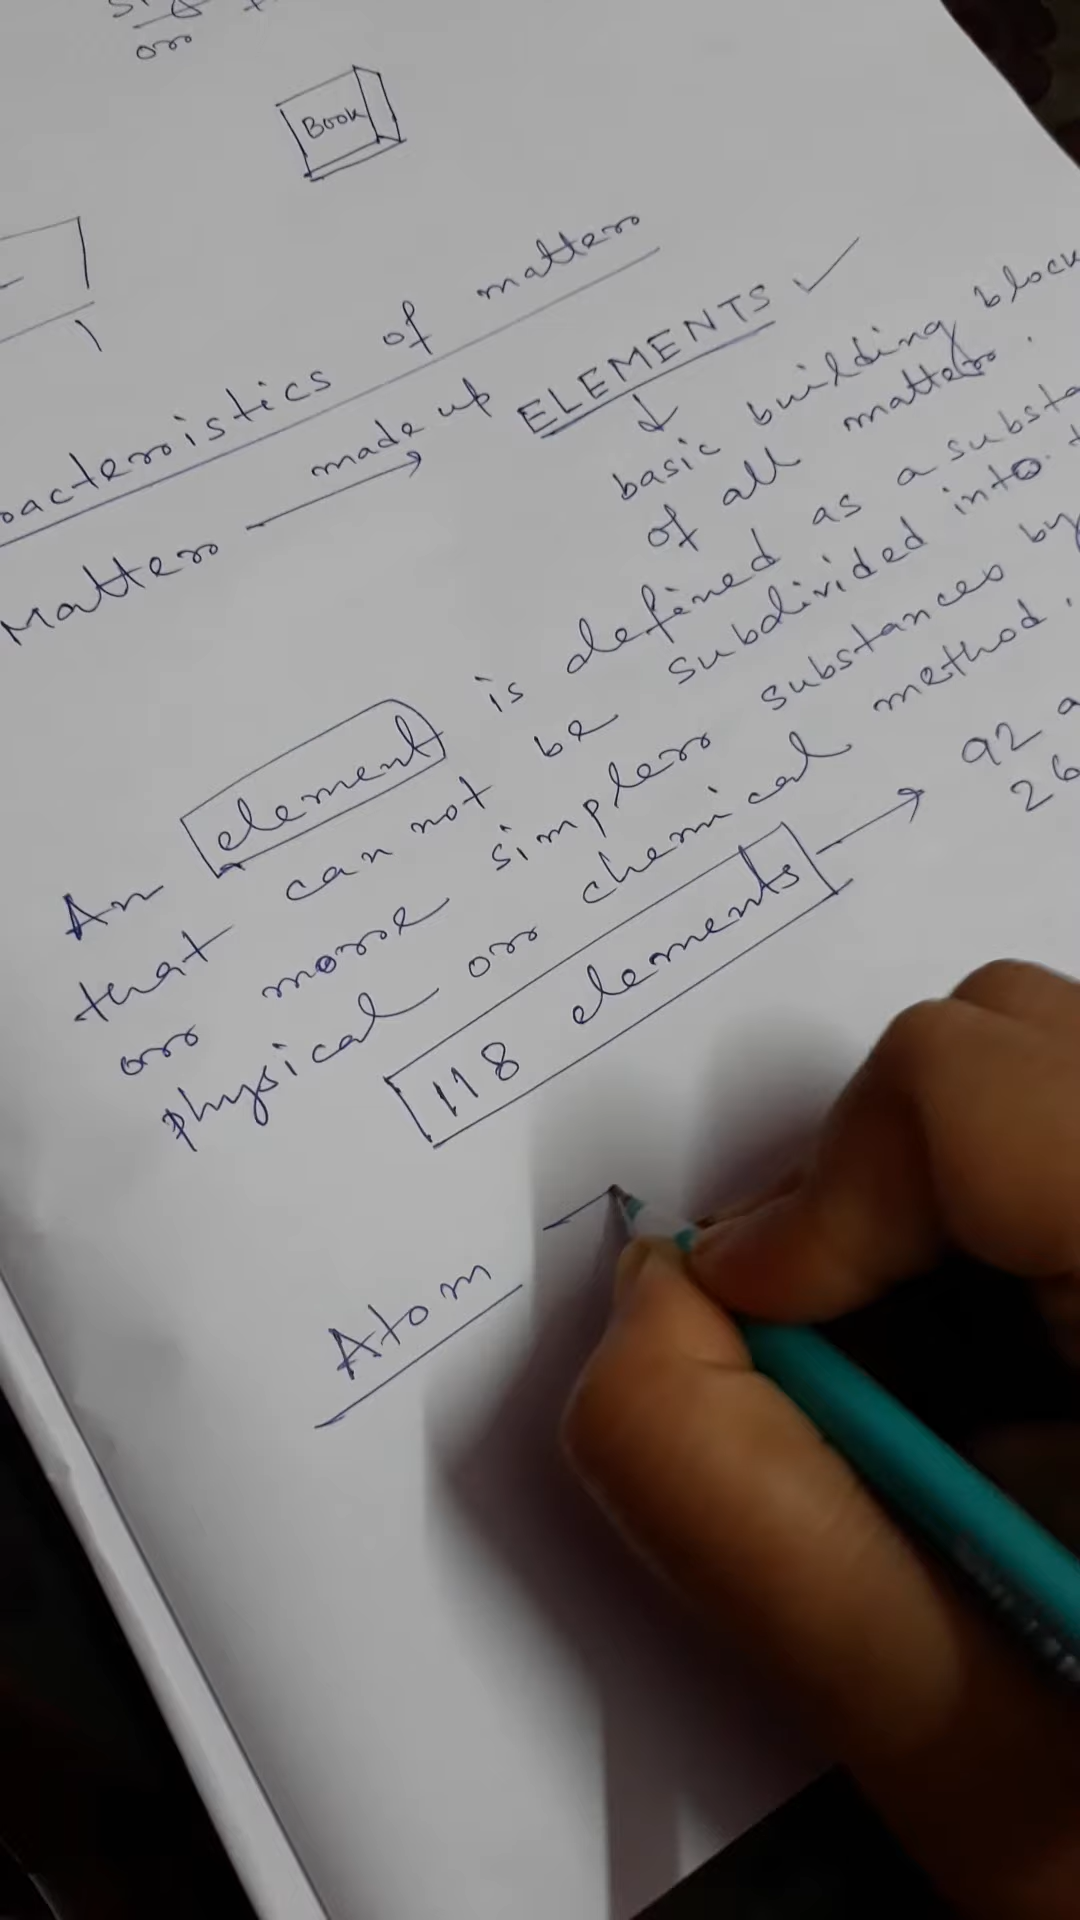 or
Book
of matter
Matter made up ELEMENTS
basic building block
of all matter.
An element is defined as a
that can not be subdivided into
or more simpler substances by
physical or chemical method.
118 elements 92
26
Atom